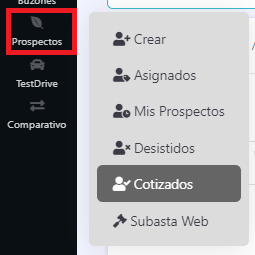 Buzones
Prospectos
TestDrive
Comparativo
Crear
Asignados
Mis Prospectos
Desistidos
Cotizados
Subasta Web